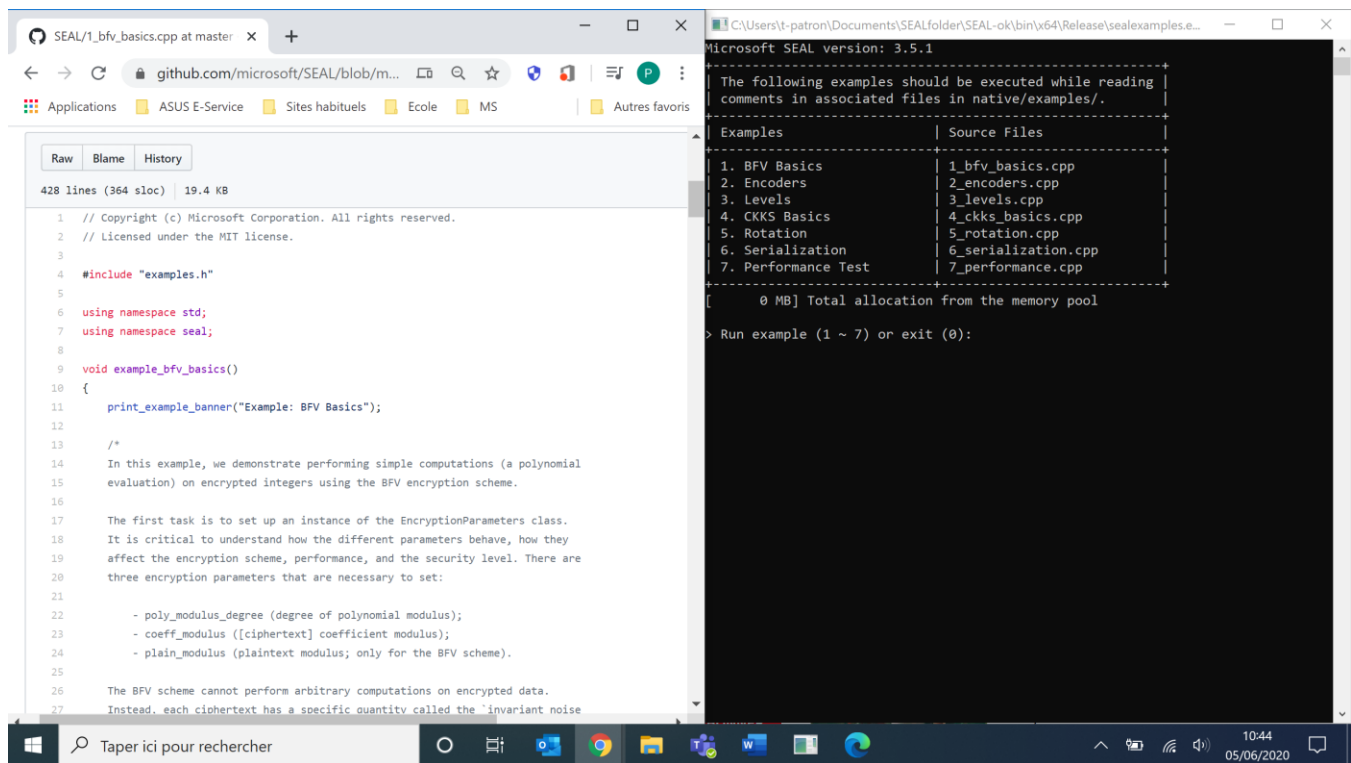 SEAL/1_bfv_basics.cpp at master
github.com/microsoft/SEAL/blob/m...
P
Applications
ASUS E-Service
Sites habituels
Ecole
MS
Autres favoris
Raw
Blame
History
428 lines (364 sloc) 19.4 KB
1 // Copyright (c) Microsoft Corporation. All rights reserved.
2 // Licensed under the MIT license.
3
4 #include "examples.h"
5
6 using namespace std;
7 using namespace seal;
8
9 void example_bfv_basics()
10 {
11 print_example_banner("Example: BFV Basics");
12
13 /*
14 In this example, we demonstrate performing simple computations (a polynomial
15 evaluation) on encrypted integers using the BFV encryption scheme.
16
17 The first task is to set up an instance of the EncryptionParameters class.
18 It is critical to understand how the different parameters behave, how they
19 affect the encryption scheme, performance, and the security level. There are
20 three encryption parameters that are necessary to set:
21
22 - poly_modulus_degree (degree of polynomial modulus);
23 - coeff_modulus ([ciphertext] coefficient modulus);
24 - plain_modulus (plaintext modulus; only for the BFV scheme).
25
26 The BFV scheme cannot perform arbitrary computations on encrypted data.
27 Instead, each ciphertext has a specific quantity called the `invariant noise
C:\Users\t-patron\Documents\SEALfolder\SEAL-ok\bin\x64\Release\sealexamples.e...
Microsoft SEAL version: 3.5.1
+---------------------------------------------------------+
| The following examples should be executed while reading |
| comments in associated files in native/examples/. |
+---------------------------------------------------------+
| Examples | Source Files |
+----------------------------+----------------------------+
| 1. BFV Basics | 1_bfv_basics.cpp |
| 2. Encoders | 2_encoders.cpp |
| 3. Levels | 3_levels.cpp |
| 4. CKKS Basics | 4_ckks_basics.cpp |
| 5. Rotation | 5_rotation.cpp |
| 6. Serialization | 6_serialization.cpp |
| 7. Performance Test | 7_performance.cpp |
+----------------------------+----------------------------+
[ 0 MB] Total allocation from the memory pool
> Run example (1 ~ 7) or exit (0):
Taper ici pour rechercher
10:44
05/06/2020